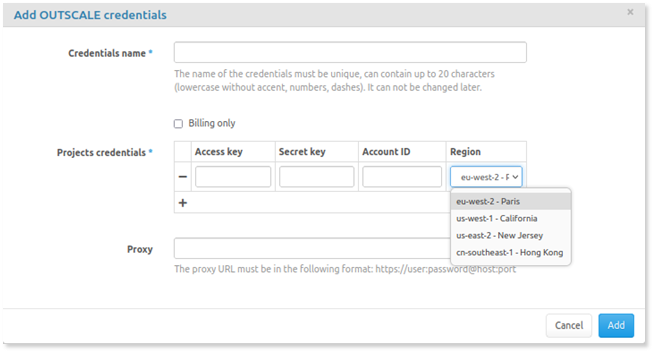 Add OUTSCALE credentials
×
Credentials name *
The name of the credentials must be unique, can contain up to 20 characters
(lowercase without accent, numbers, dashes). It can not be changed later.
Billing only
Projects credentials *
Access key Secret key Account ID Region
− eu-west-2 - P
+
eu-west-2 - Paris
us-west-1 - California
us-east-2 - New Jersey
cn-southeast-1 - Hong Kong
Proxy
The proxy URL must be in the following format: https://user:password@host:port
Cancel Add